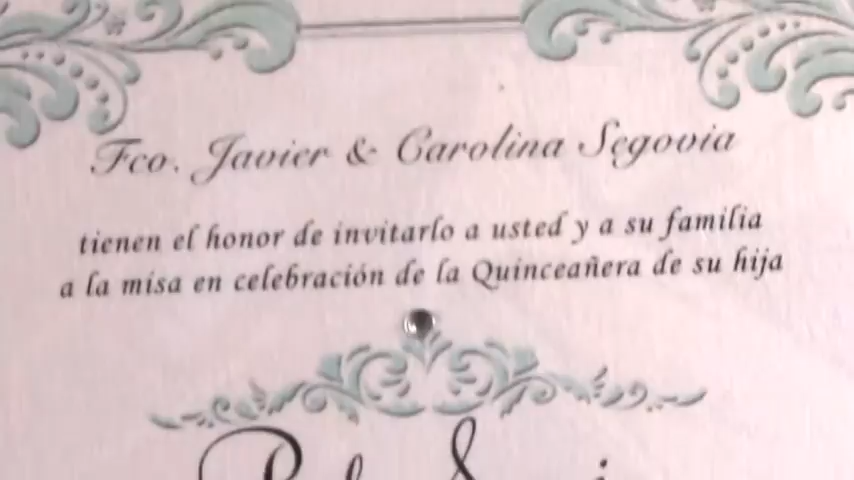 Fco. Javier & Carolina Segovia
tienen el honor de invitarlo a usted y a su familia
a la misa en celebración de la Quinceañera de su hija